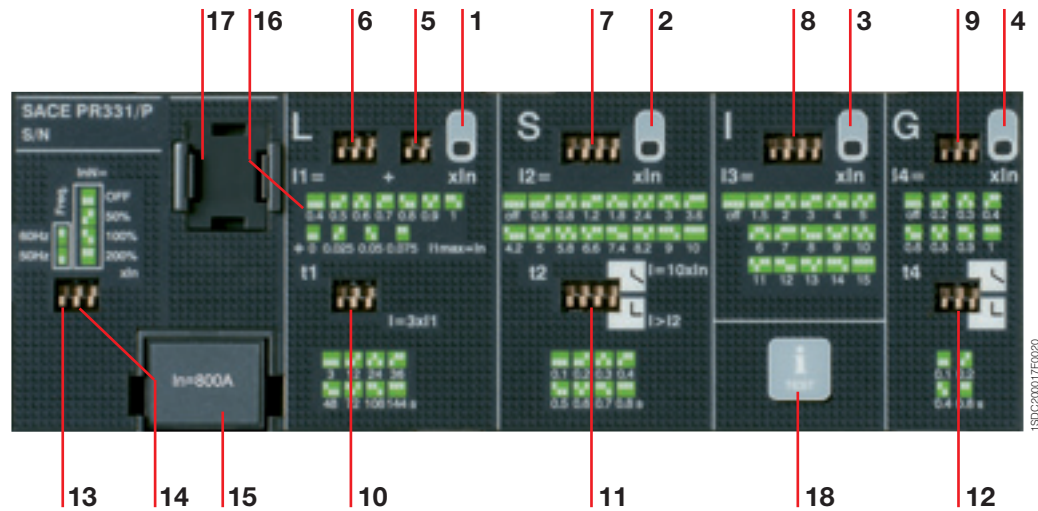 17 16 6 5 1 7 2 8 3 9 4
SACE PR331/P
S/N
InN=
Freq.
OFF
50%
60Hz 100%
50Hz 200%
xIn
In=800A
L
I1= + xIn
0.4 0.5 0.6 0.7 0.8 0.9 1
+ 0 0.025 0.05 0.075 I1max=In
t1
I=3xI1
3 12 24 36
48 72 108 144 s
S
I2= xIn
off 0.6 0.8 1.2 1.8 2.4 3 3.6
4.2 5 5.8 6.6 7.4 8.2 9 10
t2 I=10xIn
I>I2
0.1 0.2 0.3 0.4
0.5 0.6 0.7 0.8 s
I
I3= xIn
off 1.5 2 3 4 5
6 7 8 9 10
11 12 13 14 15
i
TEST
G
I4= xIn
off 0.2 0.3 0.4
0.6 0.8 0.9 1
t4
0.1 0.2
0.4 0.8 s
1SDC200017F0020
13 14 15 10 11 18 12